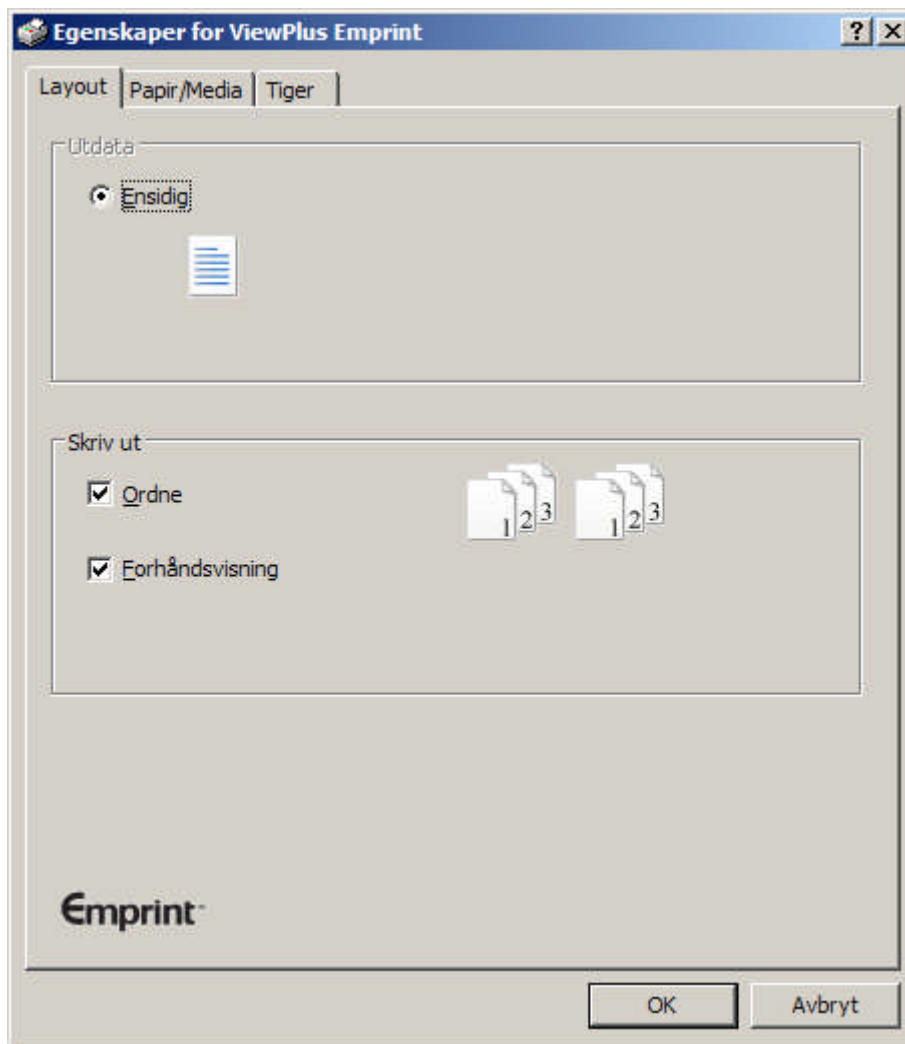 Egenskaper for ViewPlus Emprint
Layout Papir/Media Tiger
Utdata
Ensidig
Skriv ut
Ordne
1 2 3 1 2 3
Forhåndsvisning
Emprint™
OK Avbryt